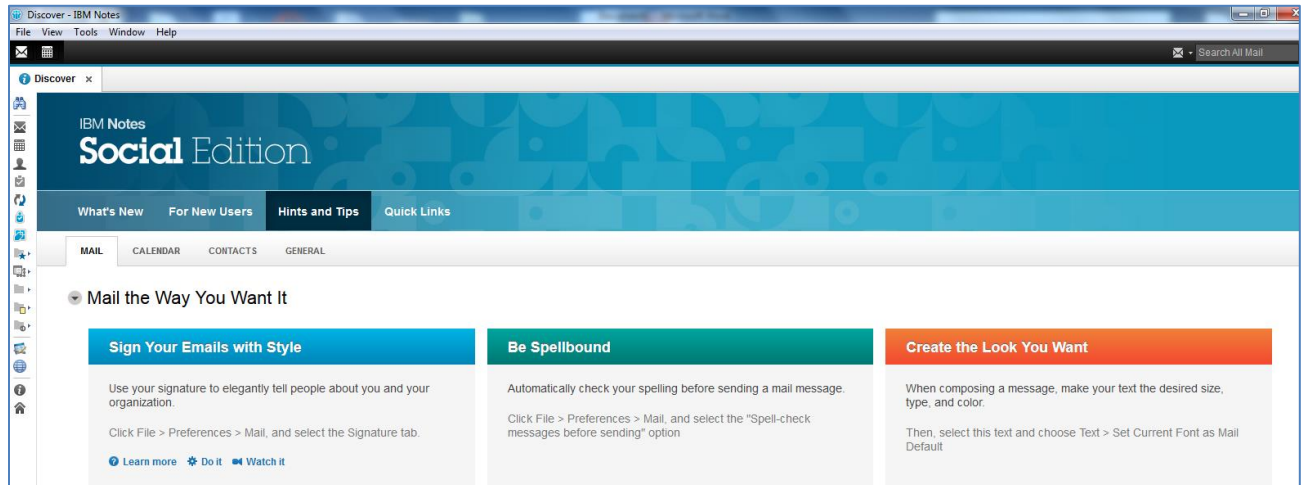 Discover - IBM Notes
File View Tools Window Help
Search All Mail
Discover x
IBM Notes
Social Edition
What's New For New Users Hints and Tips Quick Links
MAIL CALENDAR CONTACTS GENERAL
Mail the Way You Want It
Sign Your Emails with Style
Use your signature to elegantly tell people about you and your
organization.
Click File > Preferences > Mail, and select the Signature tab.
Learn more Do it Watch it
Be Spellbound
Automatically check your spelling before sending a mail message.
Click File > Preferences > Mail, and select the "Spell-check
messages before sending" option
Create the Look You Want
When composing a message, make your text the desired size,
type, and color.
Then, select this text and choose Text > Set Current Font as Mail
Default